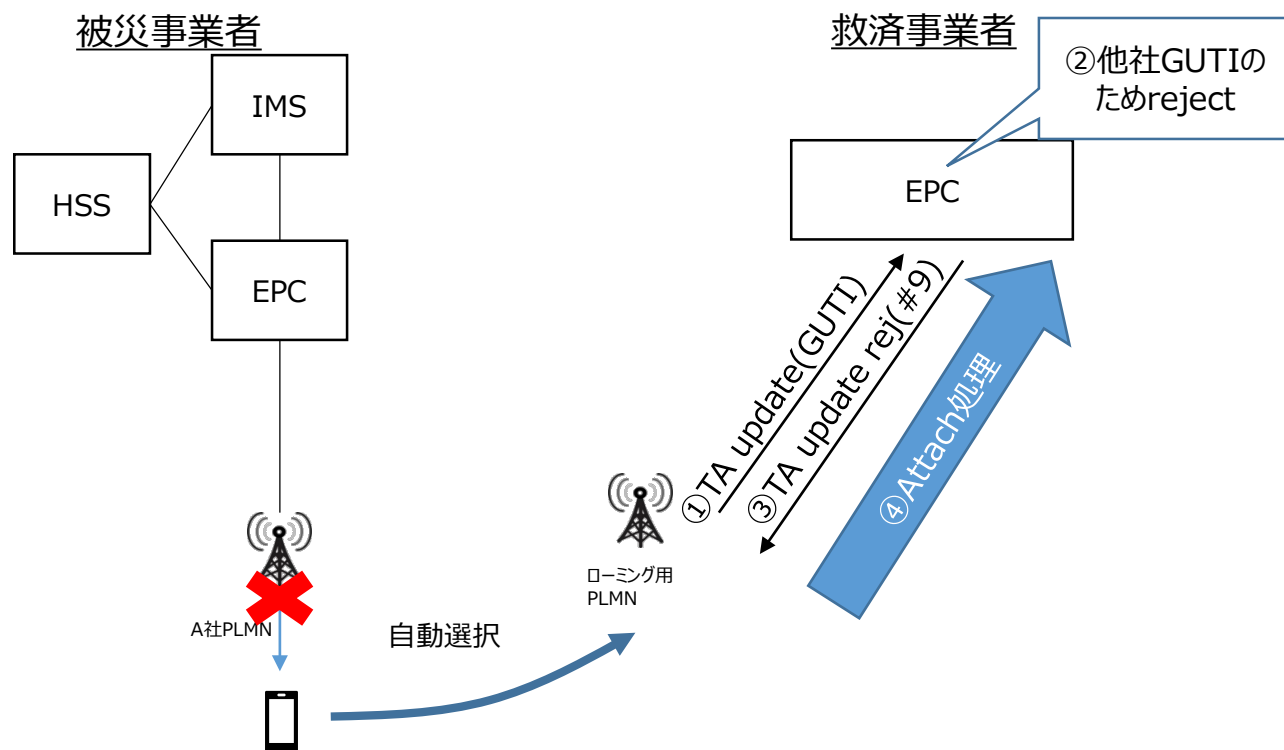 被災事業者
救済事業者
②他社GUTIの
ためreject
IMS
HSS
EPC
EPC
①TA update(GUTI)
③TA update rej(#9)
④Attach処理
ローミング用
PLMN
A社PLMN
自動選択